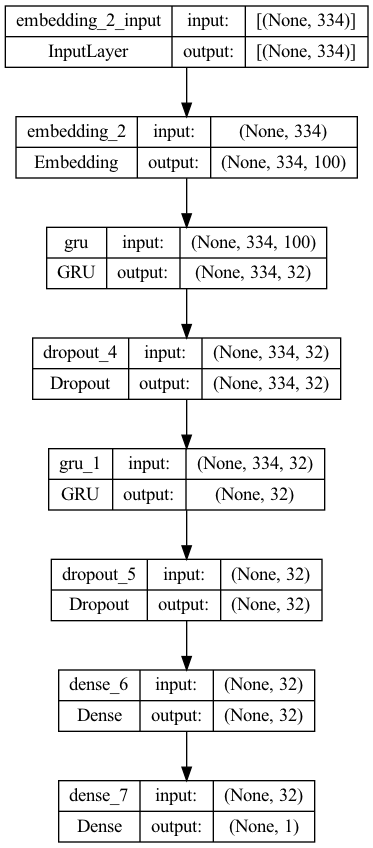 embedding_2_input input: [(None, 334)]
InputLayer output: [(None, 334)]
embedding_2 input: (None, 334)
Embedding output: (None, 334, 100)
gru input: (None, 334, 100)
GRU output: (None, 334, 32)
dropout_4 input: (None, 334, 32)
Dropout output: (None, 334, 32)
gru_1 input: (None, 334, 32)
GRU output: (None, 32)
dropout_5 input: (None, 32)
Dropout output: (None, 32)
dense_6 input: (None, 32)
Dense output: (None, 32)
dense_7 input: (None, 32)
Dense output: (None, 1)